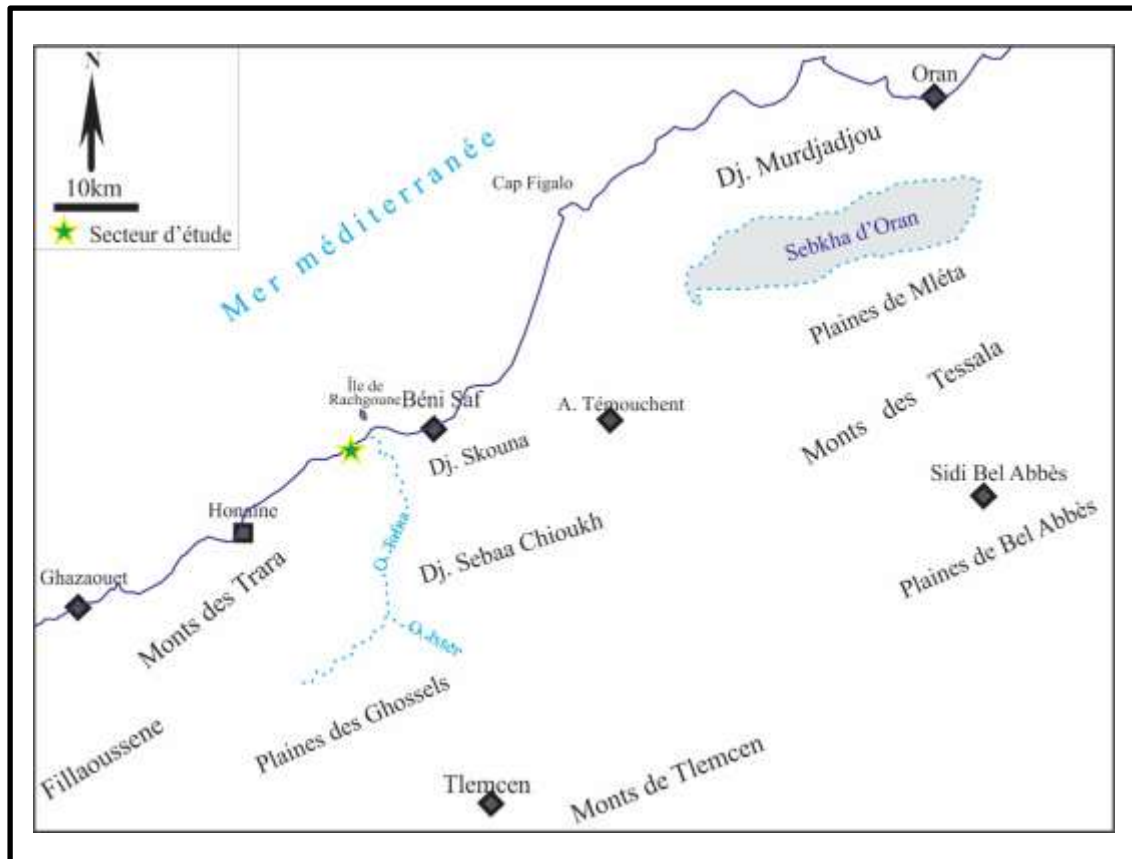 N
10km
Secteur d'étude
Mer méditerranée
Oran
Dj. Murdjadjou
Cap Figalo
Sebkha d'Oran
Plaines de Mléta
Monts des Tessala
Île de
Rachgoune
Béni Saf
A. Témouchent
Dj. Skouna
Sidi Bel Abbès
Plaines de Bel Abbès
Honaine
O. Tafna
Dj. Sebaa Chioukh
Ghazaouet
Monts des Trara
O. Isser
Plaines des Ghossels
Fillaoussene
Tlemcen
Monts de Tlemcen